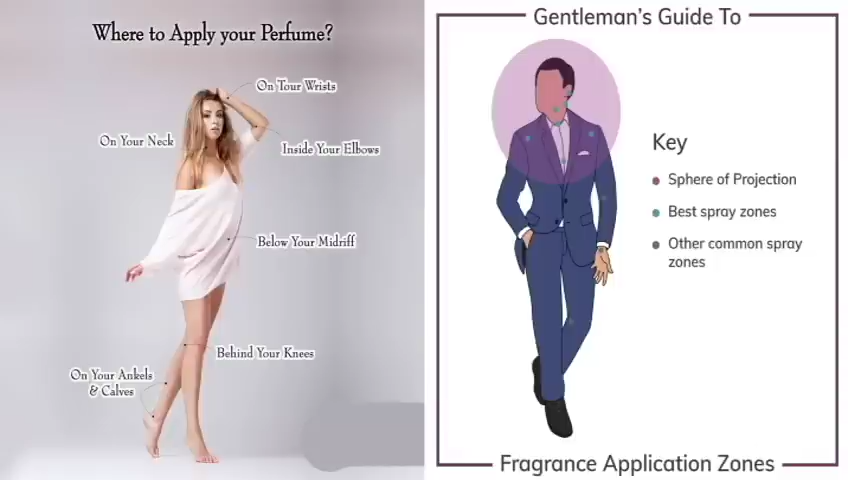 Where to Apply your Perfume?
On Tour Wrists
On Your Neck
Inside Your Elbows
Below Your Midriff
Behind Your Knees
On Your Ankels
& Calves
Gentleman's Guide To
Key
Sphere of Projection
Best spray zones
Other common spray
zones
Fragrance Application Zones